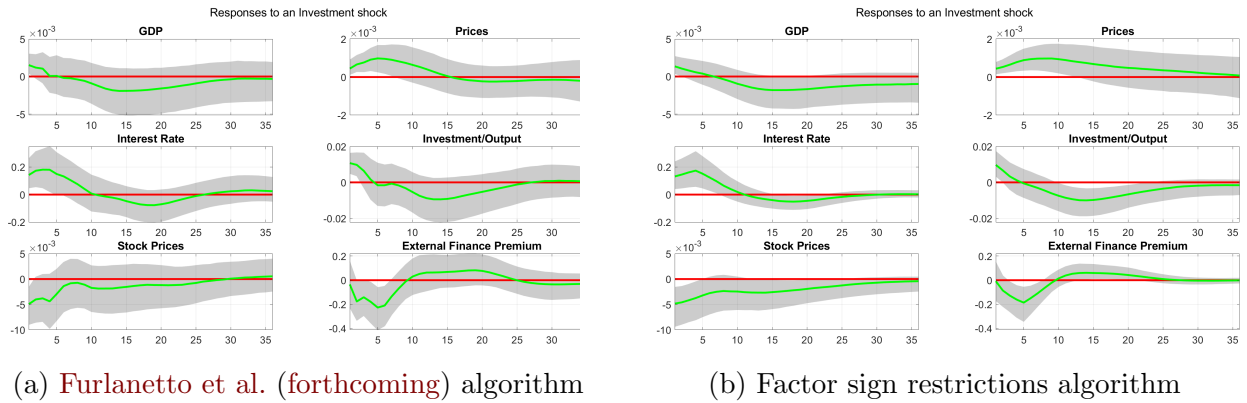 Responses to an Investment shock
GDP
Prices
×10⁻³
5
0
-5
5 10 15 20 25 30 35
×10⁻³
2
0
-2
5 10 15 20 25 30
Interest Rate
Investment/Output
0.2
0
-0.2
5 10 15 20 25 30 35
0.02
0
-0.02
5 10 15 20 25 30
Stock Prices
External Finance Premium
×10⁻³
5
0
-5
-10
5 10 15 20 25 30 35
0.2
0
-0.2
-0.4
5 10 15 20 25 30
(a) Furlanetto et al. (forthcoming) algorithm
Responses to an Investment shock
GDP
Prices
×10⁻³
5
0
-5
5 10 15 20 25 30 35
×10⁻³
2
0
-2
5 10 15 20 25 30 35
Interest Rate
Investment/Output
0.2
0
-0.2
5 10 15 20 25 30 35
0.02
0
-0.02
5 10 15 20 25 30 35
Stock Prices
External Finance Premium
×10⁻³
5
0
-5
-10
5 10 15 20 25 30 35
0.2
0
-0.2
-0.4
5 10 15 20 25 30 35
(b) Factor sign restrictions algorithm